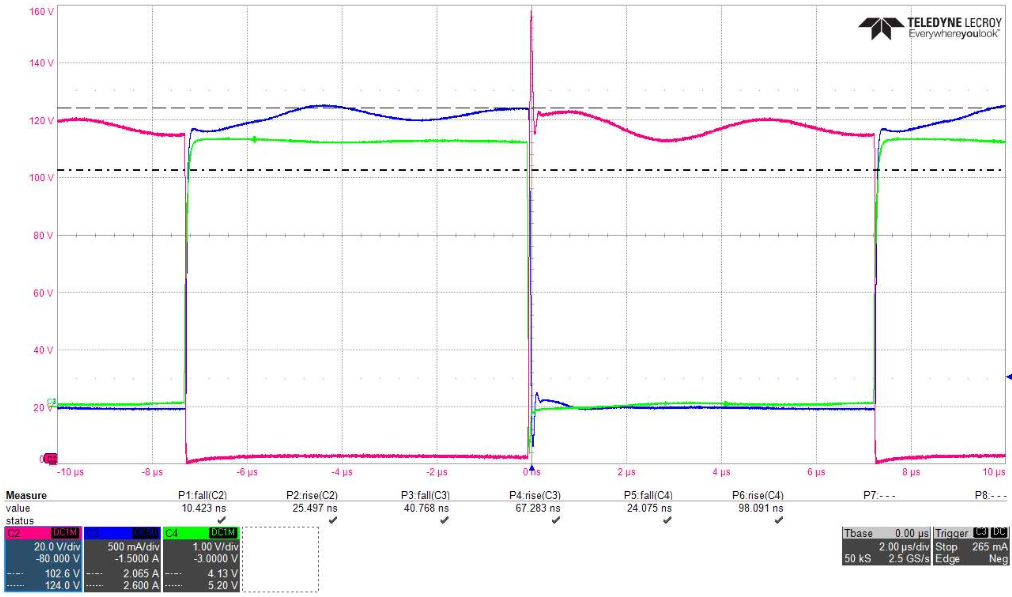 160 V
TELEDYNE LECROY
Everywhereyoulook™
140 V
120 V
100 V
80 V
60 V
40 V
C3
20 V
0 V
-10 µs -8 µs -6 µs -4 µs -2 µs 0 ns 2 µs 4 µs 6 µs 8 µs 10 µs
Measure P1:fall(C2) P2:rise(C2) P3:fall(C3) P4:rise(C3) P5:fall(C4) P6:rise(C4) P7:- - - P8:- - -
value 10.423 ns 25.497 ns 40.768 ns 67.283 ns 24.075 ns 98.091 ns
status
C2 DC1M C4 DC1M
20.0 V/div 500 mA/div 1.00 V/div
-80.000 V -1.5000 A -3.0000 V
102.6 V 2.065 A 4.13 V
124.0 V 2.600 A 5.20 V
Tbase 0.00 µs Trigger C3 DC
2.00 µs/div Stop 265 mA
50 kS 2.5 GS/s Edge Neg